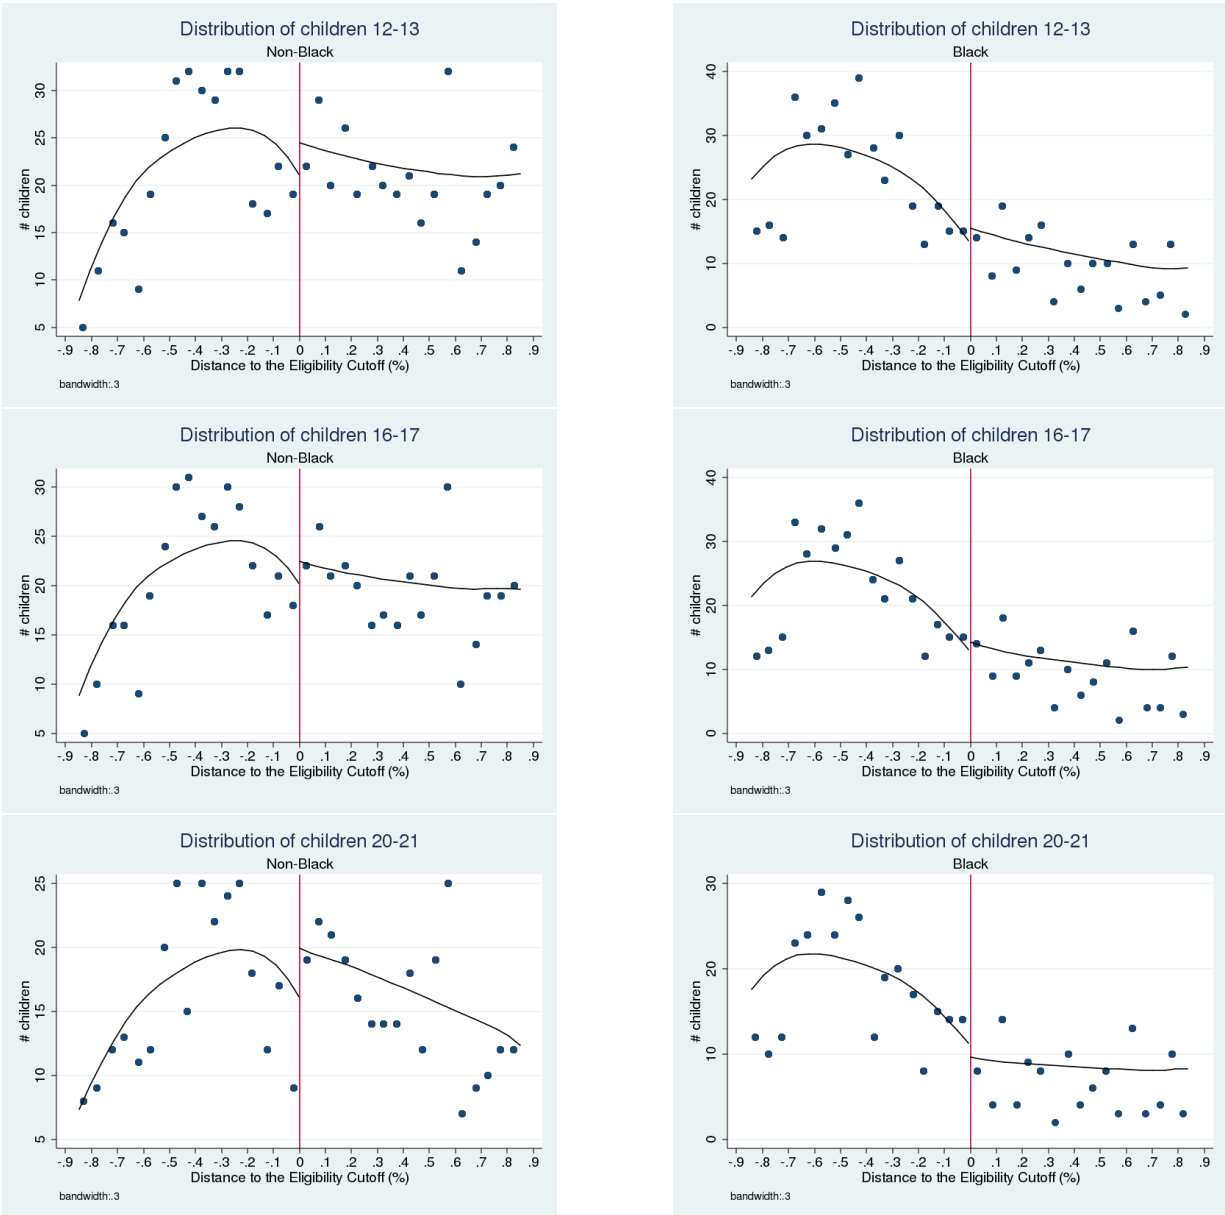 Distribution of children 12-13
Non-Black
# children
30
25
20
15
10
5
-.9 -.8 -.7 -.6 -.5 -.4 -.3 -.2 -.1 0 .1 .2 .3 .4 .5 .6 .7 .8 .9
Distance to the Eligibility Cutoff (%)
bandwidth:.3
Distribution of children 12-13
Black
# children
40
30
20
10
0
-.9 -.8 -.7 -.6 -.5 -.4 -.3 -.2 -.1 0 .1 .2 .3 .4 .5 .6 .7 .8 .9
Distance to the Eligibility Cutoff (%)
bandwidth:.3
Distribution of children 16-17
Non-Black
# children
30
25
20
15
10
5
-.9 -.8 -.7 -.6 -.5 -.4 -.3 -.2 -.1 0 .1 .2 .3 .4 .5 .6 .7 .8 .9
Distance to the Eligibility Cutoff (%)
bandwidth:.3
Distribution of children 16-17
Black
# children
40
30
20
10
0
-.9 -.8 -.7 -.6 -.5 -.4 -.3 -.2 -.1 0 .1 .2 .3 .4 .5 .6 .7 .8 .9
Distance to the Eligibility Cutoff (%)
bandwidth:.3
Distribution of children 20-21
Non-Black
# children
25
20
15
10
5
-.9 -.8 -.7 -.6 -.5 -.4 -.3 -.2 -.1 0 .1 .2 .3 .4 .5 .6 .7 .8 .9
Distance to the Eligibility Cutoff (%)
bandwidth:.3
Distribution of children 20-21
Black
# children
30
20
10
0
-.9 -.8 -.7 -.6 -.5 -.4 -.3 -.2 -.1 0 .1 .2 .3 .4 .5 .6 .7 .8 .9
Distance to the Eligibility Cutoff (%)
bandwidth:.3